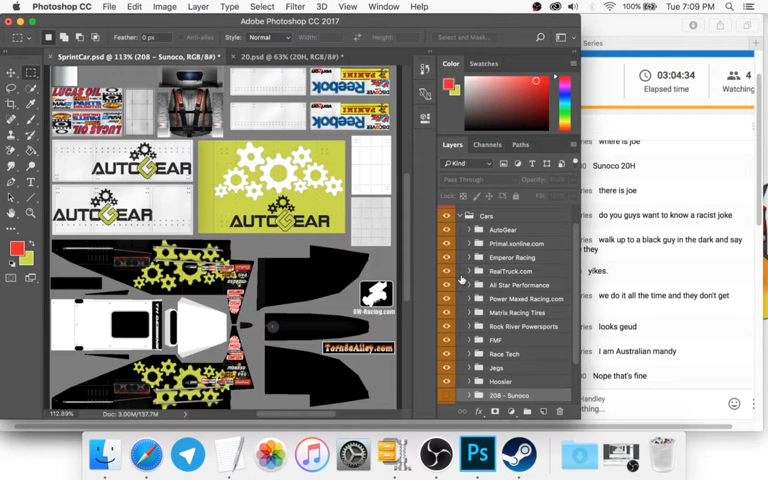 Photoshop CC File Edit Image Layer Type Select Filter 3D View Window Help 100% Tue 7:09 PM
Adobe Photoshop CC 2017
Feather: 0 px Anti-alias Style: Normal Width: Height: Select and Mask...
SprintCar.psd @ 113% (208 - Sunoco, RGB/8#) * 20.psd @ 63% (20H, RGB/8#) *
Series
Color Swatches
03:04:34
Elapsed time
4
Watching
LUCAS OIL
Reebok
PANINI
Reebok
PANINI
AUTOGEAR
AUTOGEAR
AUTOGEAR
GW-Racing.com
TornadoAlley.com
Layers Channels Paths
Kind
Pass Through Opacity:
Lock: Fill:
Cars
AutoGear
Primal.xonline.com
Emperor Racing
RealTruck.com
All Star Performance
Power Maxed Racing.com
Matrix Racing Tires
Rock River Powersports
FMF
Race Tech
Jegs
Hoosier
208 - Sunoco
112.89% Doc: 3.00M/137.7M
where is joe
Sunoco 20H
there is joe
do you guys want to know a racist joke
walk up to a black guy in the dark and say
they?
yikes.
we do it all the time and they don't get
looks geud
I am Australian mandy
Nope that's fine
Handley
thing...
Ps